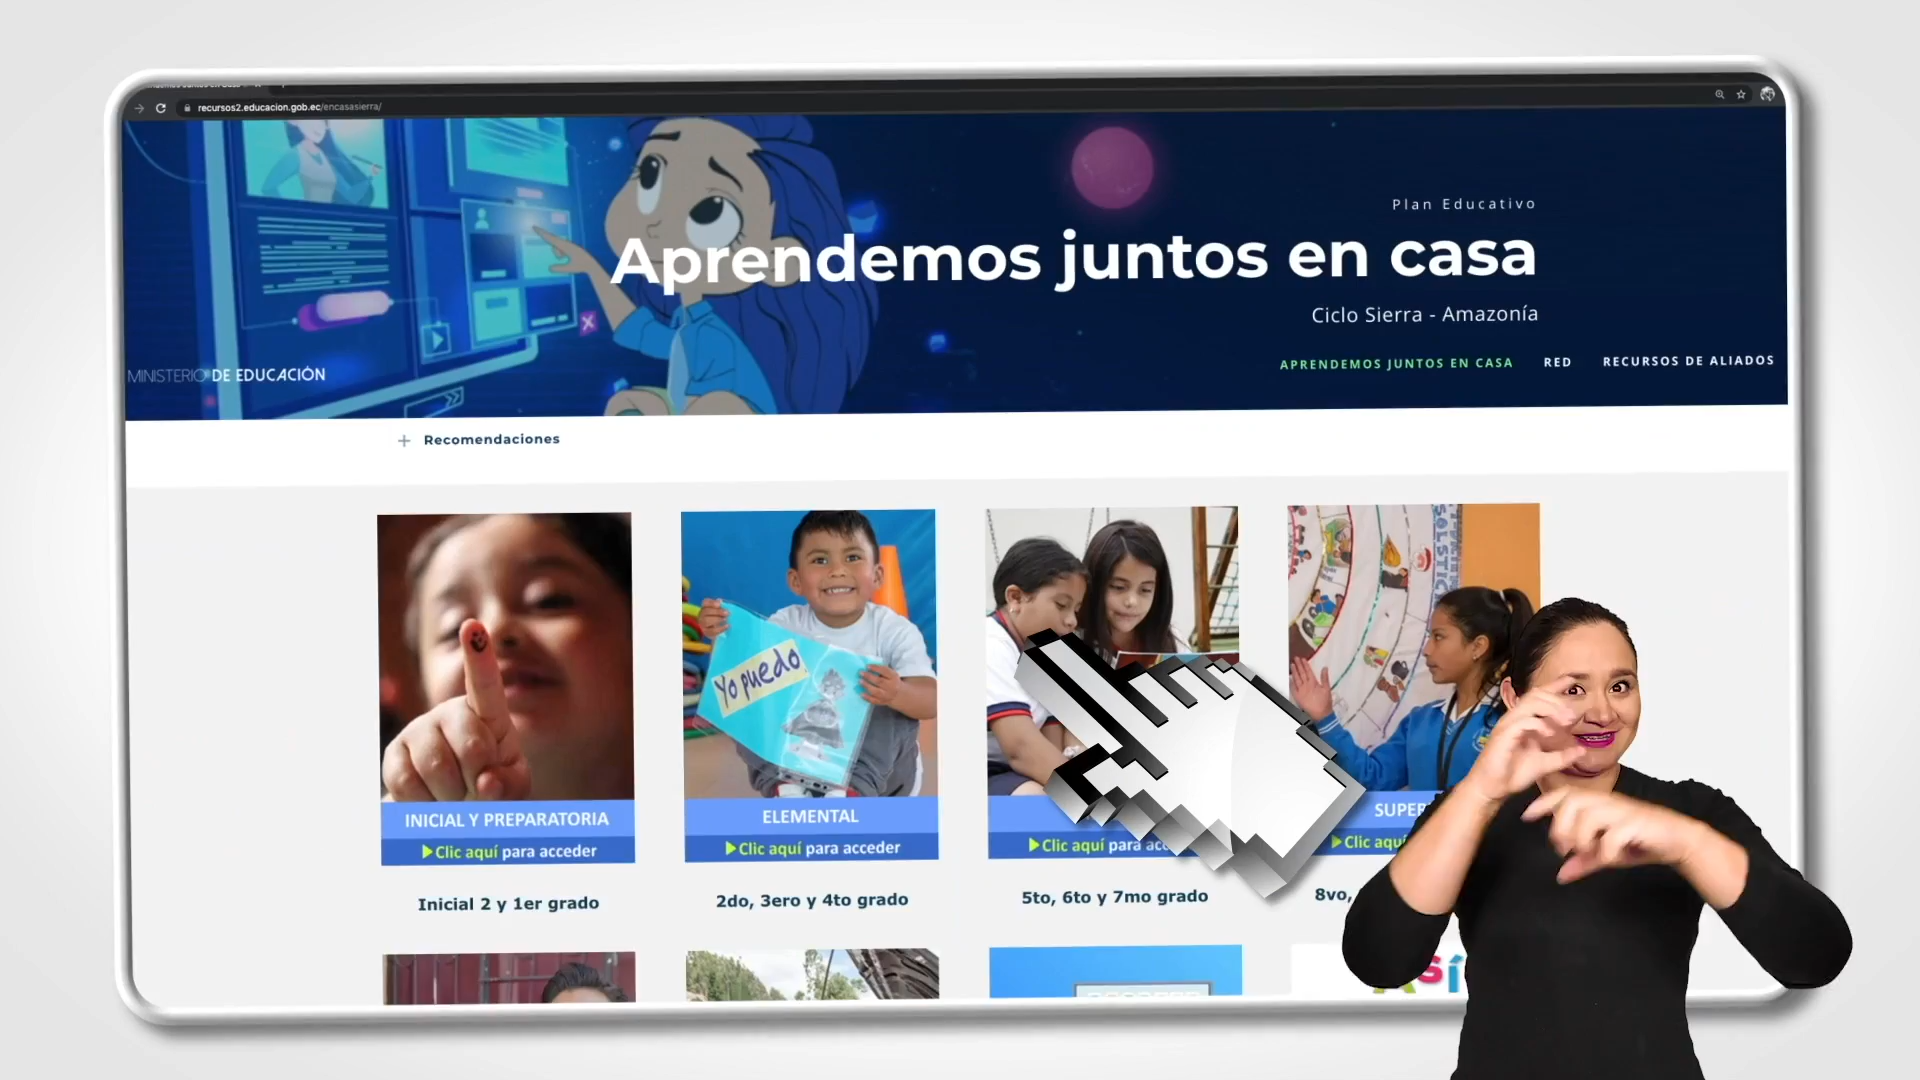 recursos2.educacion.gob.ec/encasasierra/
Plan Educativo
Aprendemos juntos en casa
Ciclo Sierra - Amazonía
MINISTERIO DE EDUCACIÓN
APRENDEMOS JUNTOS EN CASA RED RECURSOS DE ALIADOS
+ Recomendaciones
Yo puedo
INICIAL Y PREPARATORIA
Clic aquí para acceder
Inicial 2 y 1er grado
ELEMENTAL
Clic aquí para acceder
2do, 3ero y 4to grado
Clic aquí para
5to, 6to y 7mo grado
SUPER
Clic aquí
8vo,